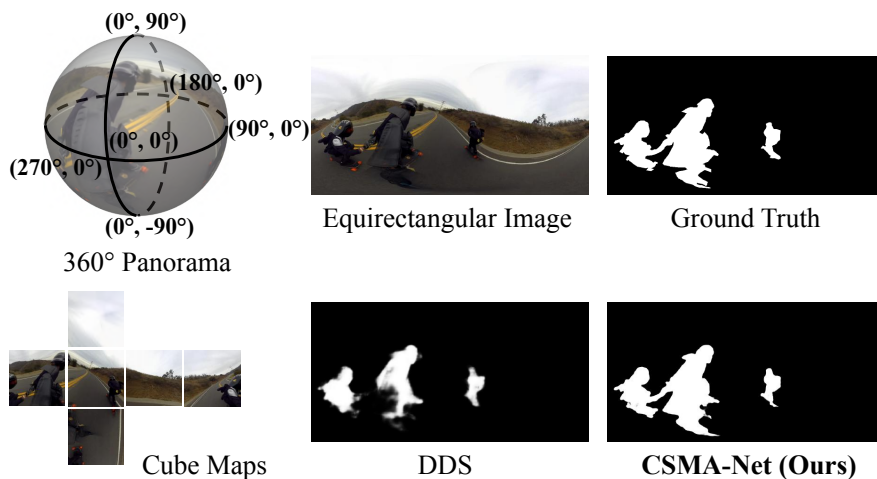 (0°, 90°)
(180°, 0°)
(90°, 0°)
(0°, 0°)
(270°, 0°)
(0°, -90°)
360° Panorama
Equirectangular Image
Ground Truth
Cube Maps
DDS
CSMA-Net (Ours)